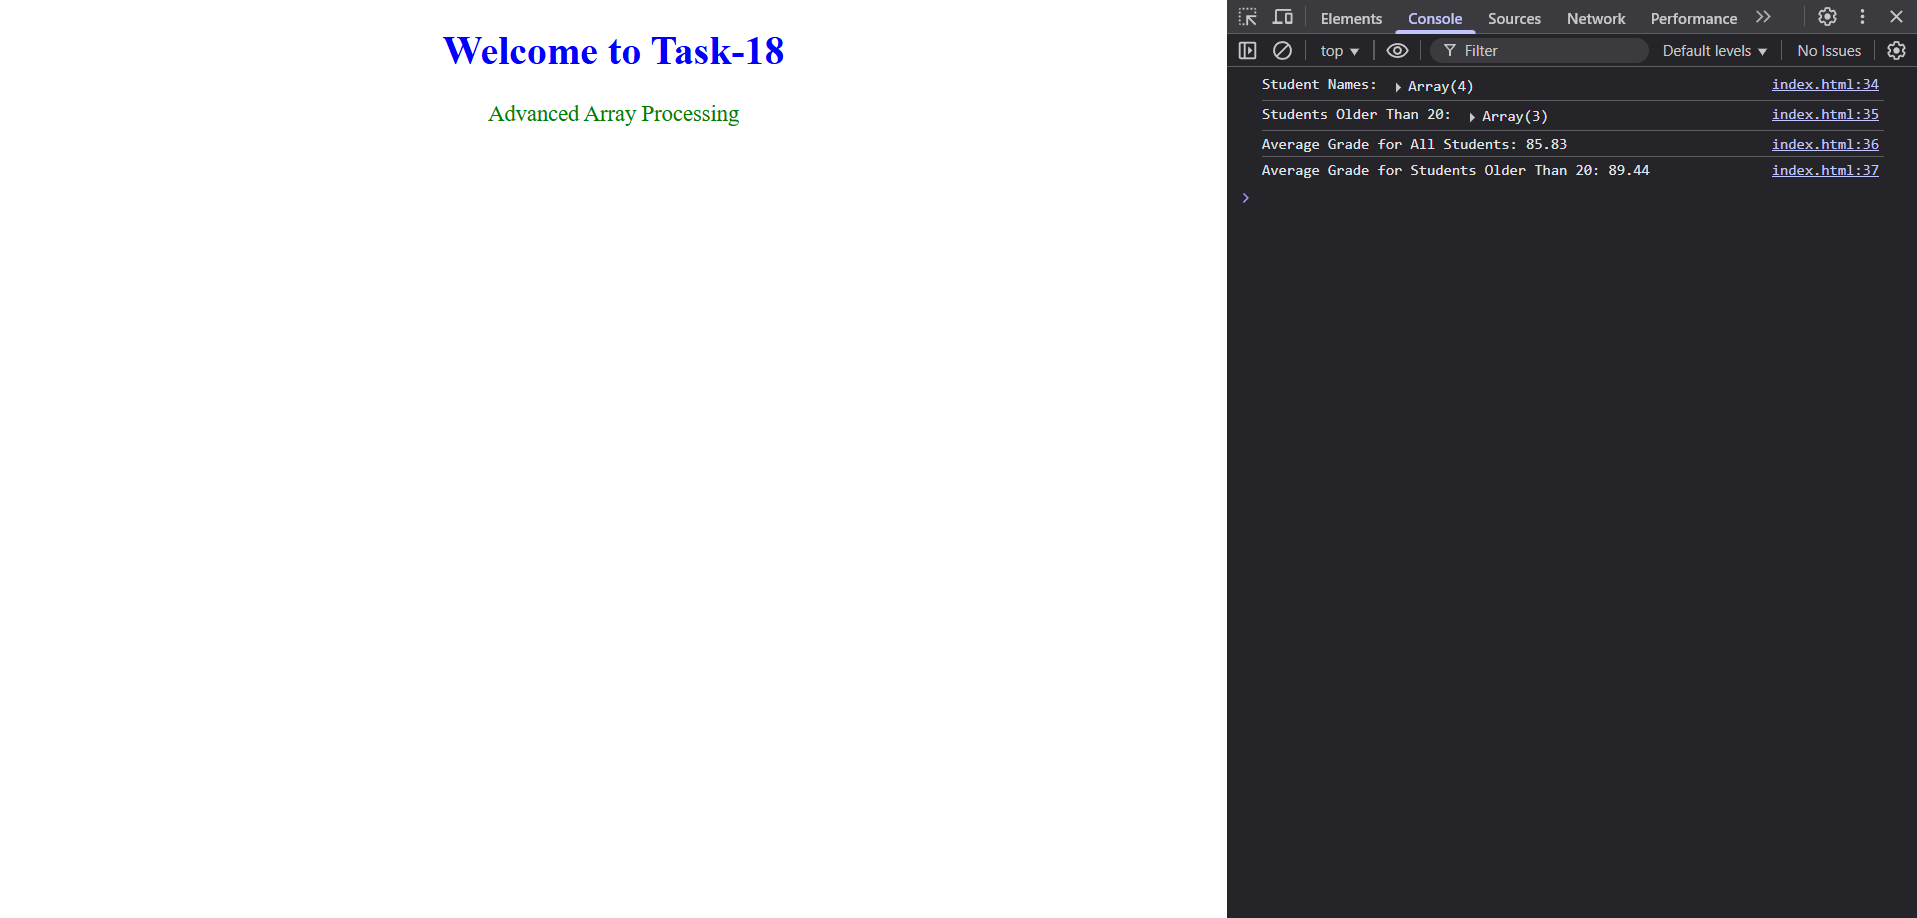 Welcome to Task-18
Advanced Array Processing
Elements Console Sources Network Performance
top Filter Default levels No Issues
Student Names: Array(4) index.html:34
Students Older Than 20: Array(3) index.html:35
Average Grade for All Students: 85.83 index.html:36
Average Grade for Students Older Than 20: 89.44 index.html:37